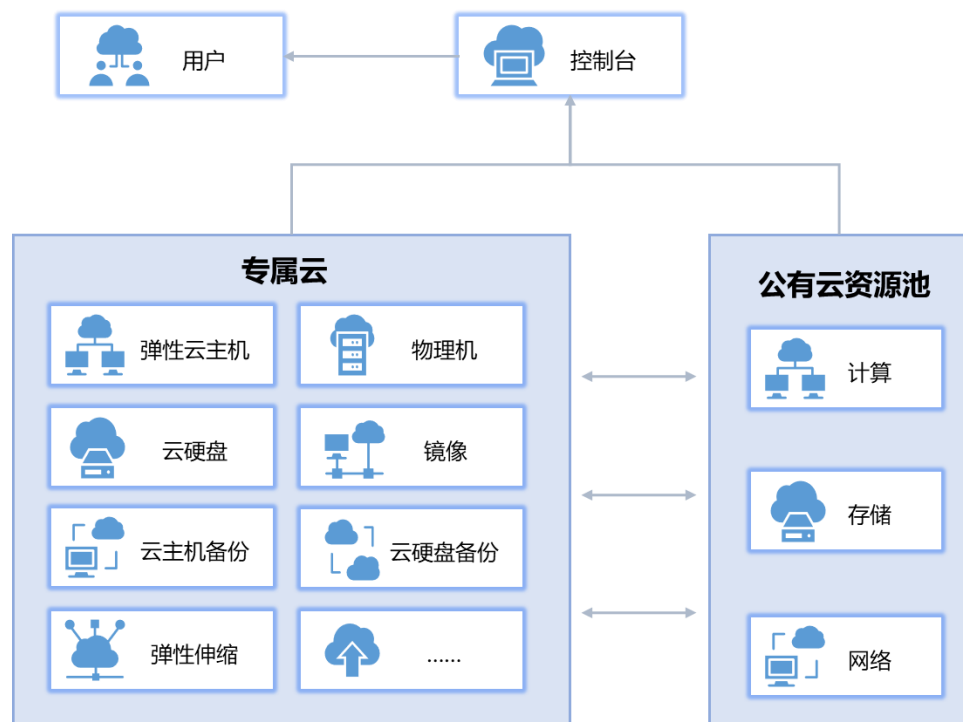 用户
控制台
专属云
弹性云主机
物理机
云硬盘
镜像
云主机备份
云硬盘备份
弹性伸缩
......
公有云资源池
计算
存储
网络